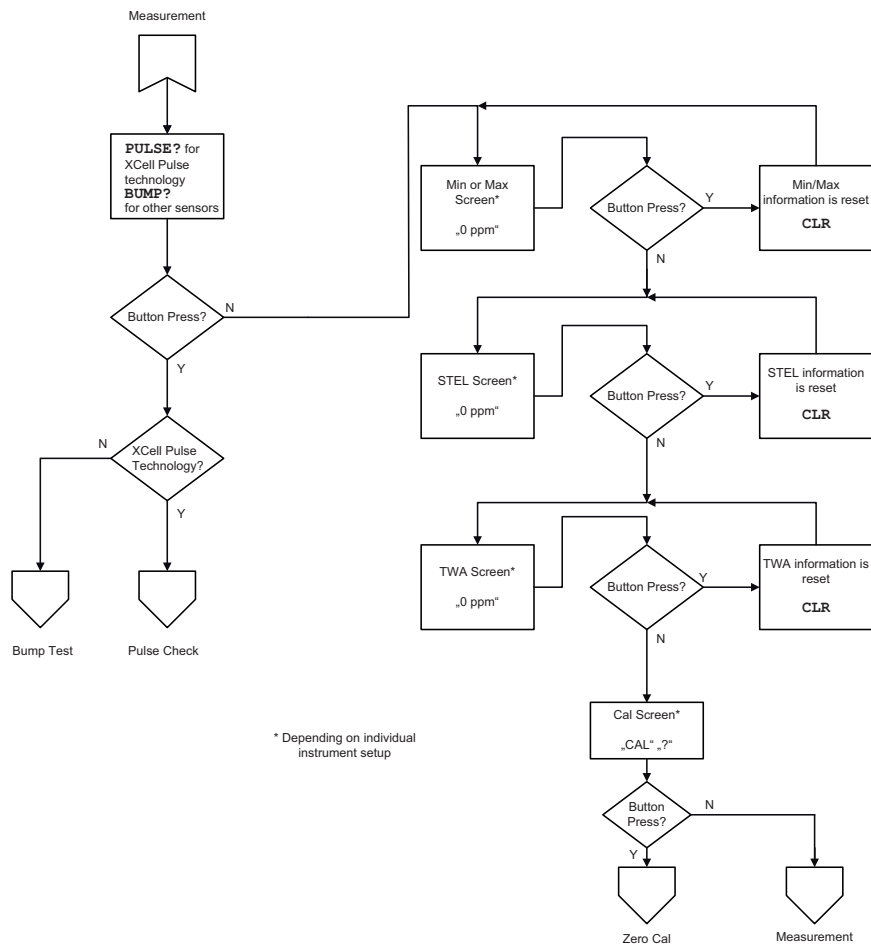 Measurement
PULSE? for
XCell Pulse
technology
BUMP?
for other sensors
Button Press?
N
Y
XCell Pulse
Technology?
N
Y
Bump Test
Pulse Check
Min or Max
Screen*
„0 ppm“
Button Press?
Y
N
Min/Max
information is reset
CLR
STEL Screen*
„0 ppm“
Button Press?
Y
N
STEL information
is reset
CLR
TWA Screen*
„0 ppm“
Button Press?
Y
N
TWA information is
reset
CLR
Cal Screen*
„CAL“ „?“
Button
Press?
N
Y
Zero Cal
Measurement
* Depending on individual
instrument setup